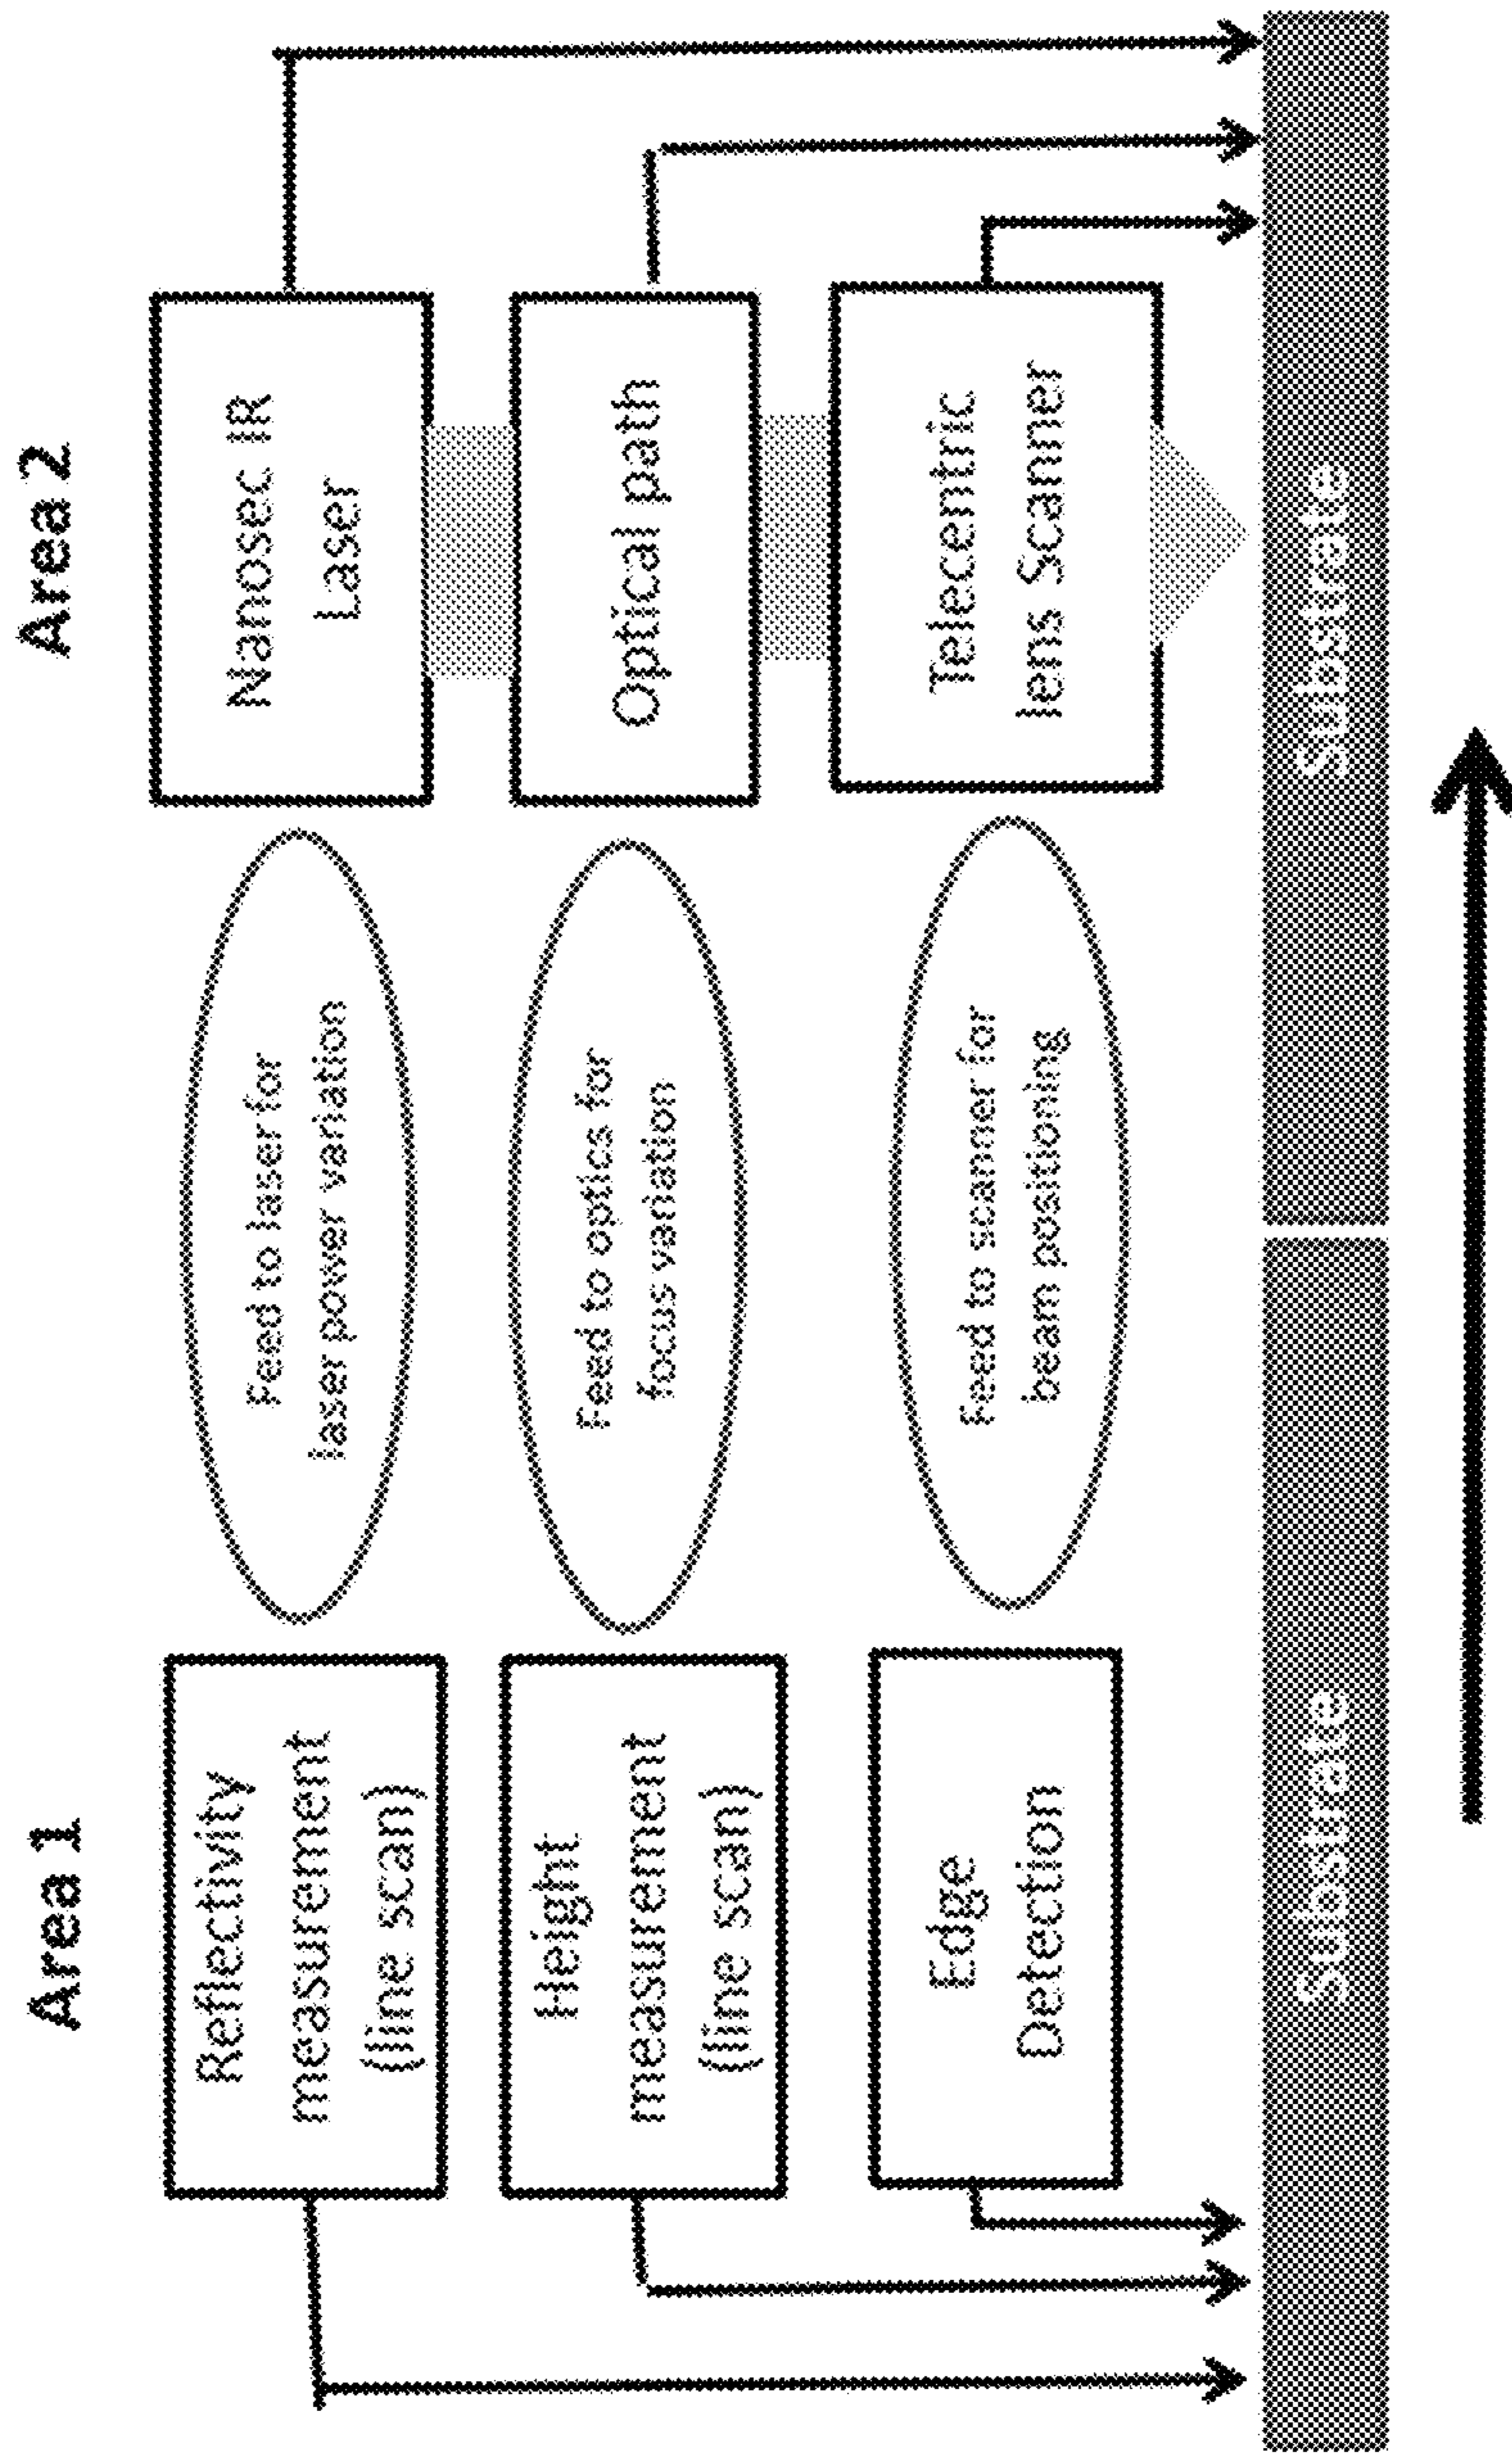 Area 1
Area 2
Reflectivity
measurement
(line scan)
Feed to laser for
laser power variation
Nanosec IR
Laser
Height
measurement
(line scan)
Feed to optics for
focus variation
Optical path
Edge
Detection
Feed to scanner for
beam positioning
Telecentric
lens Scanner
Substrate
Substrate